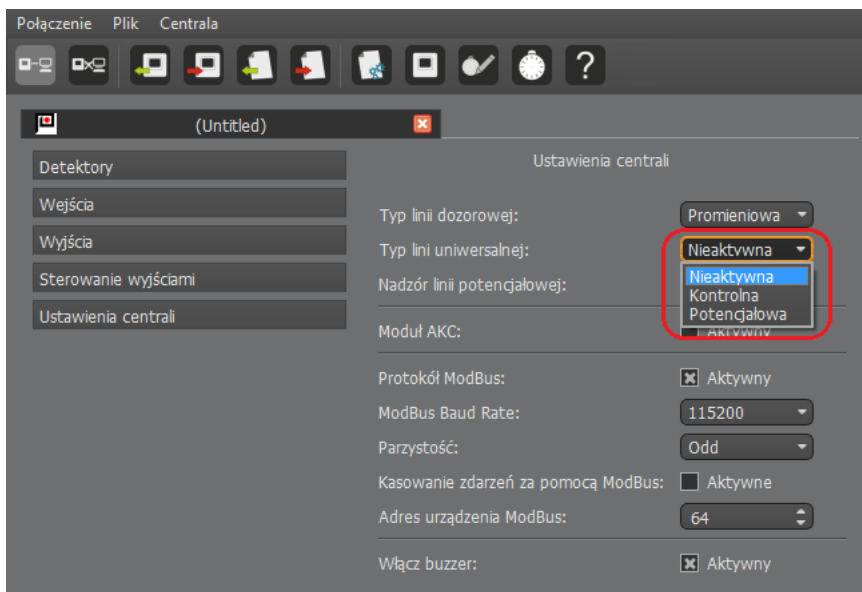 Połączenie Plik Centrala
?
(Untitled)
Detektory
Wejścia
Wyjścia
Sterowanie wyjściami
Ustawienia centrali
Ustawienia centrali
Typ linii dozorowej: Promieniowa
Typ lini uniwersalnej: Nieaktywna
Nieaktywna
Kontrolna
Potencjałowa
Nadzór linii potencjałowej:
Moduł AKC: Aktywny
Protokół ModBus: Aktywny
ModBus Baud Rate: 115200
Parzystość: Odd
Kasowanie zdarzeń za pomocą ModBus: Aktywne
Adres urządzenia ModBus: 64
Włącz buzzer: Aktywny